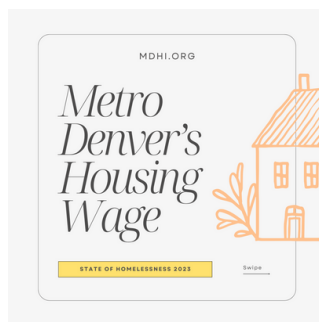 MDHI.ORG
Metro
Denver's
Housing
Wage
STATE OF HOMELESSNESS 2023
Swipe